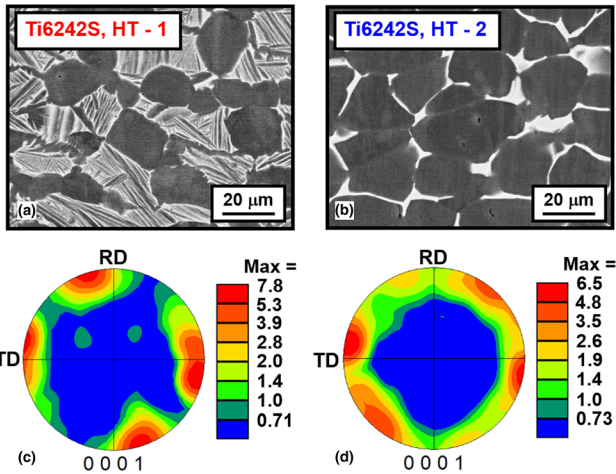 Ti6242S, HT - 1
Ti6242S, HT - 2
20 μm
20 μm
(a)
(b)
RD
RD
Max =
7.8
5.3
3.9
2.8
2.0
1.4
1.0
0.71
Max =
6.5
4.8
3.5
2.6
1.9
1.4
1.0
0.73
TD
TD
(c)
0 0 0 1
(d)
0 0 0 1